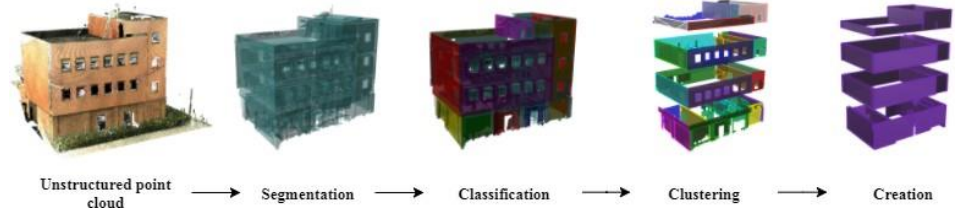 Unstructured point
cloud
Segmentation
Classification
Clustering
Creation